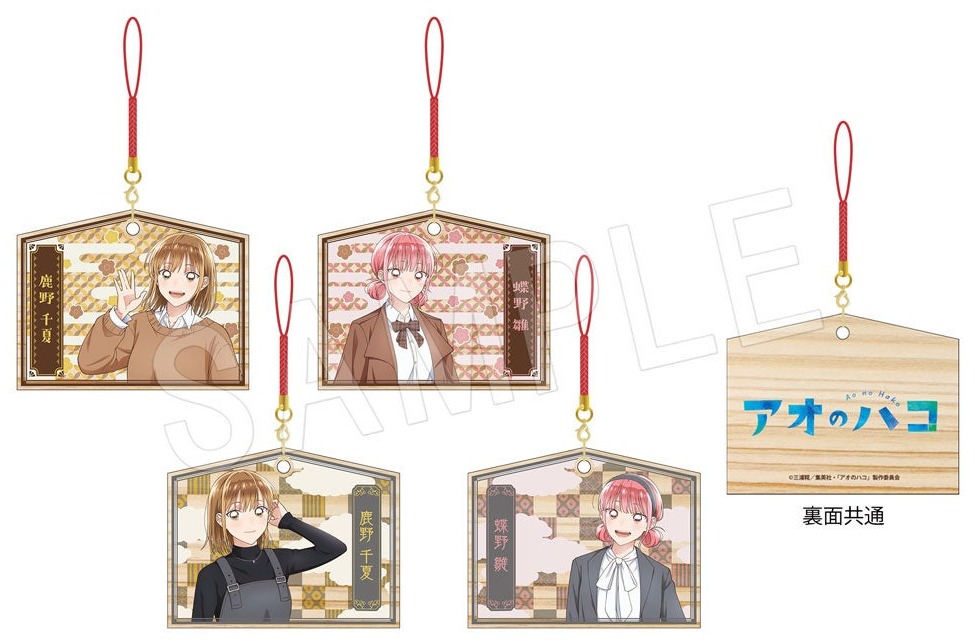 鹿野 千夏
蝶野 雛
鹿野 千夏
蝶野 雛
Ao no Hako
アオのハコ
©三浦糀/集英社・「アオのハコ」製作委員会
裏面共通
SAMPLE